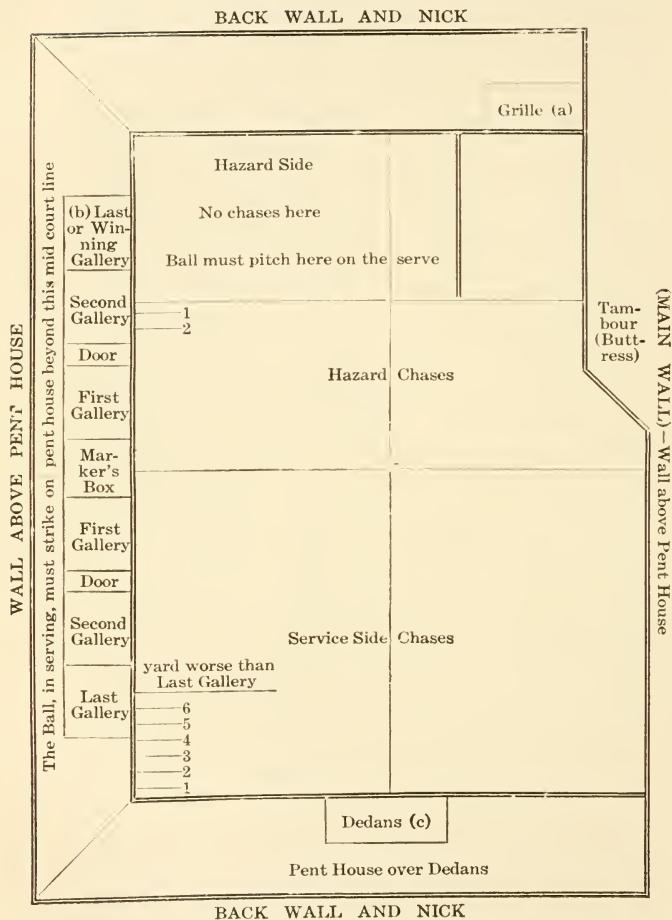 BACK WALL AND NICK
Grille (a)
Hazard Side
No chases here
Ball must pitch here on the serve
(b) Last
or Win-
ning
Gallery
Second
Gallery
1
2
Door
First
Gallery
Mar-
ker's
Box
First
Gallery
Door
Second
Gallery
Last
Gallery
Hazard Chases
Tam-
bour
(Butt-
ress)
Service Side Chases
yard worse than
Last Gallery
6
5
4
3
2
1
Dedans (c)
Pent House over Dedans
BACK WALL AND NICK
WALL ABOVE PENT HOUSE
The Ball, in serving, must strike on pent house beyond this mid court line
(MAIN WALL)—Wall above Pent House